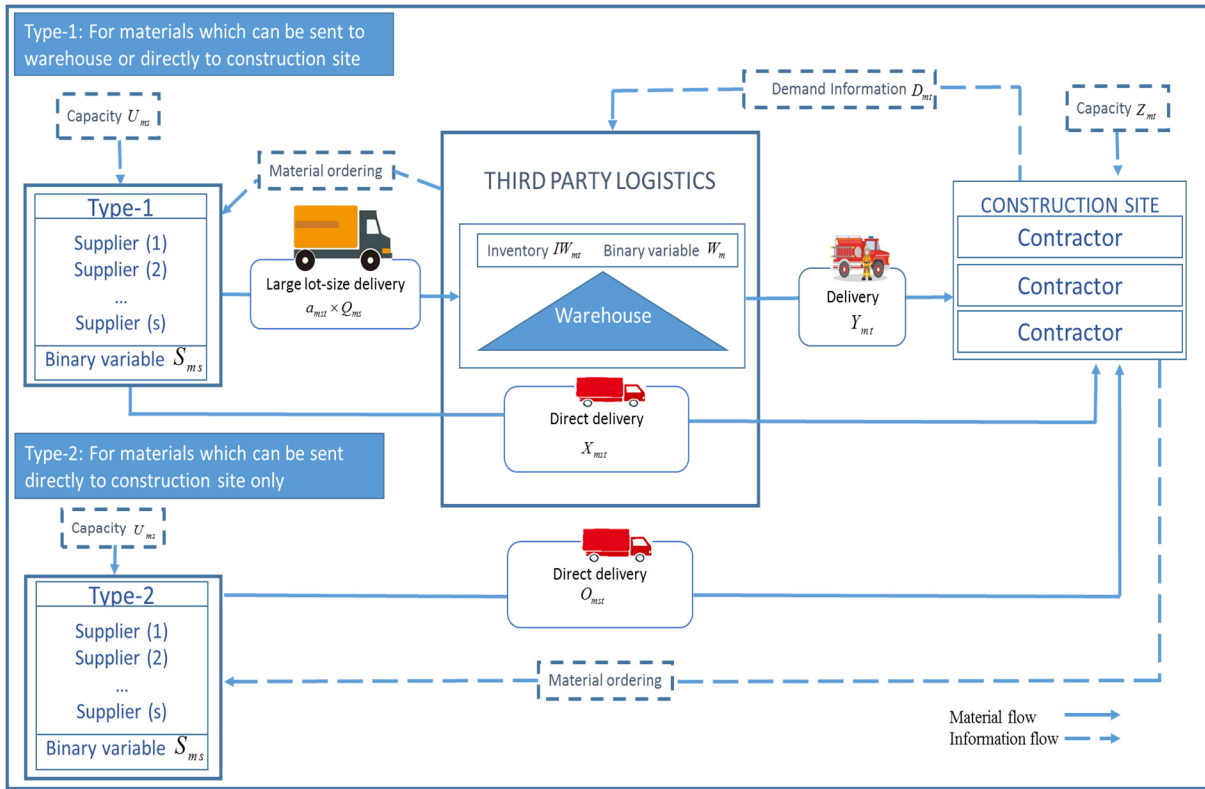 Type-1: For materials which can be sent to
warehouse or directly to construction site
Capacity U_ms
Material ordering
Demand Information D_mt
Capacity Z_mt
Type-1
Supplier (1)
Supplier (2)
...
Supplier (s)
Binary variable S_ms
Large lot-size delivery
a_mst × Q_ms
THIRD PARTY LOGISTICS
Inventory IW_mt Binary variable W_m
Warehouse
Delivery
Y_mt
CONSTRUCTION SITE
Contractor
Contractor
Contractor
Direct delivery
X_mst
Type-2: For materials which can be sent
directly to construction site only
Capacity U_ms
Type-2
Supplier (1)
Supplier (2)
...
Supplier (s)
Binary variable S_ms
Direct delivery
O_mst
Material ordering
Material flow
Information flow